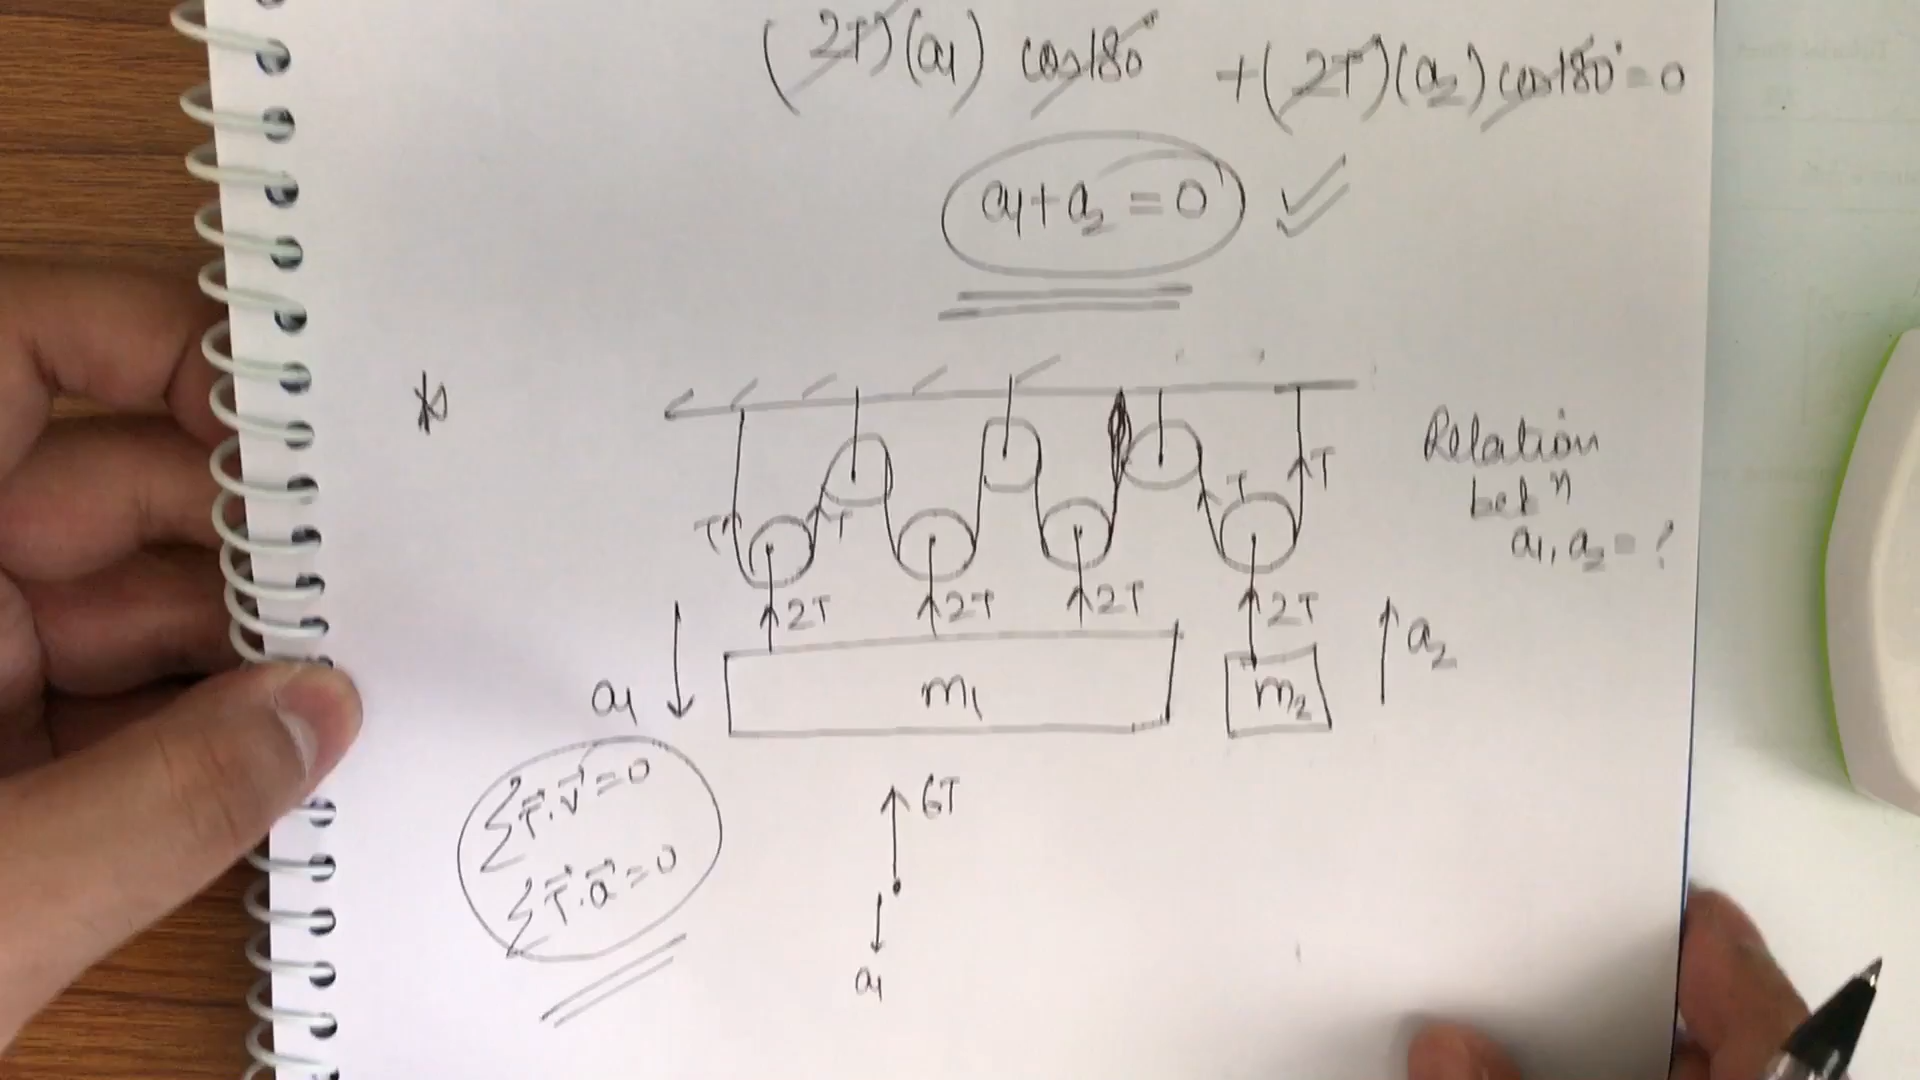 (2T)(a1) cos180° + (2T)(a2) cos180° = 0
a1 + a2 = 0
Relation
betn
a1, a2 = ?
T T T T
2T 2T 2T 2T
a1 m1 m2 a2
ΣT⃗.v⃗=0
ΣT⃗.a⃗=0
6T
a1